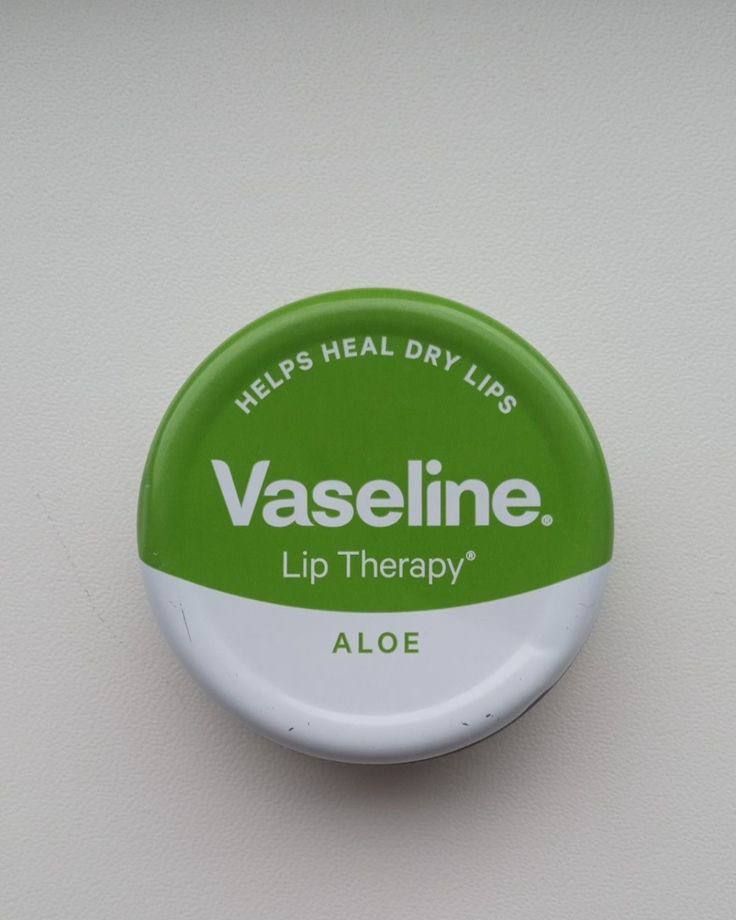 HELPS HEAL DRY LIPS
Vaseline®
Lip Therapy®
ALOE